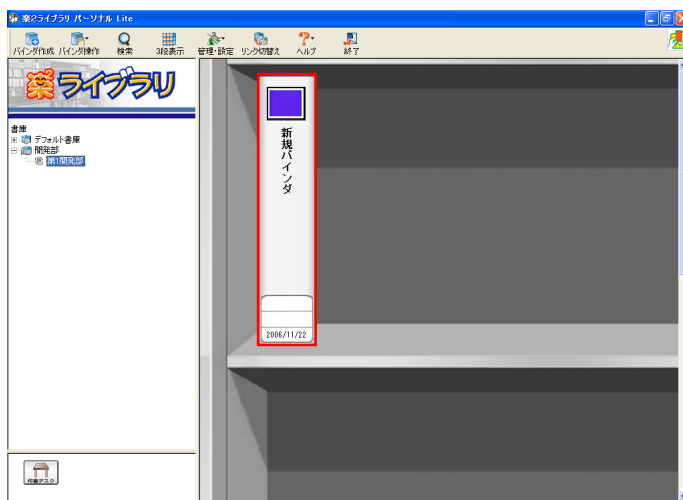 楽2ライブラリ パーソナル Lite
バインダ作成 バインダ操作 検索 3段表示 管理・設定 リンク切替え ヘルプ 終了
楽 ライブラリ
書庫
デフォルト書庫
開発部
第1開発部
新規バインダ
2006/11/22
作業デスク